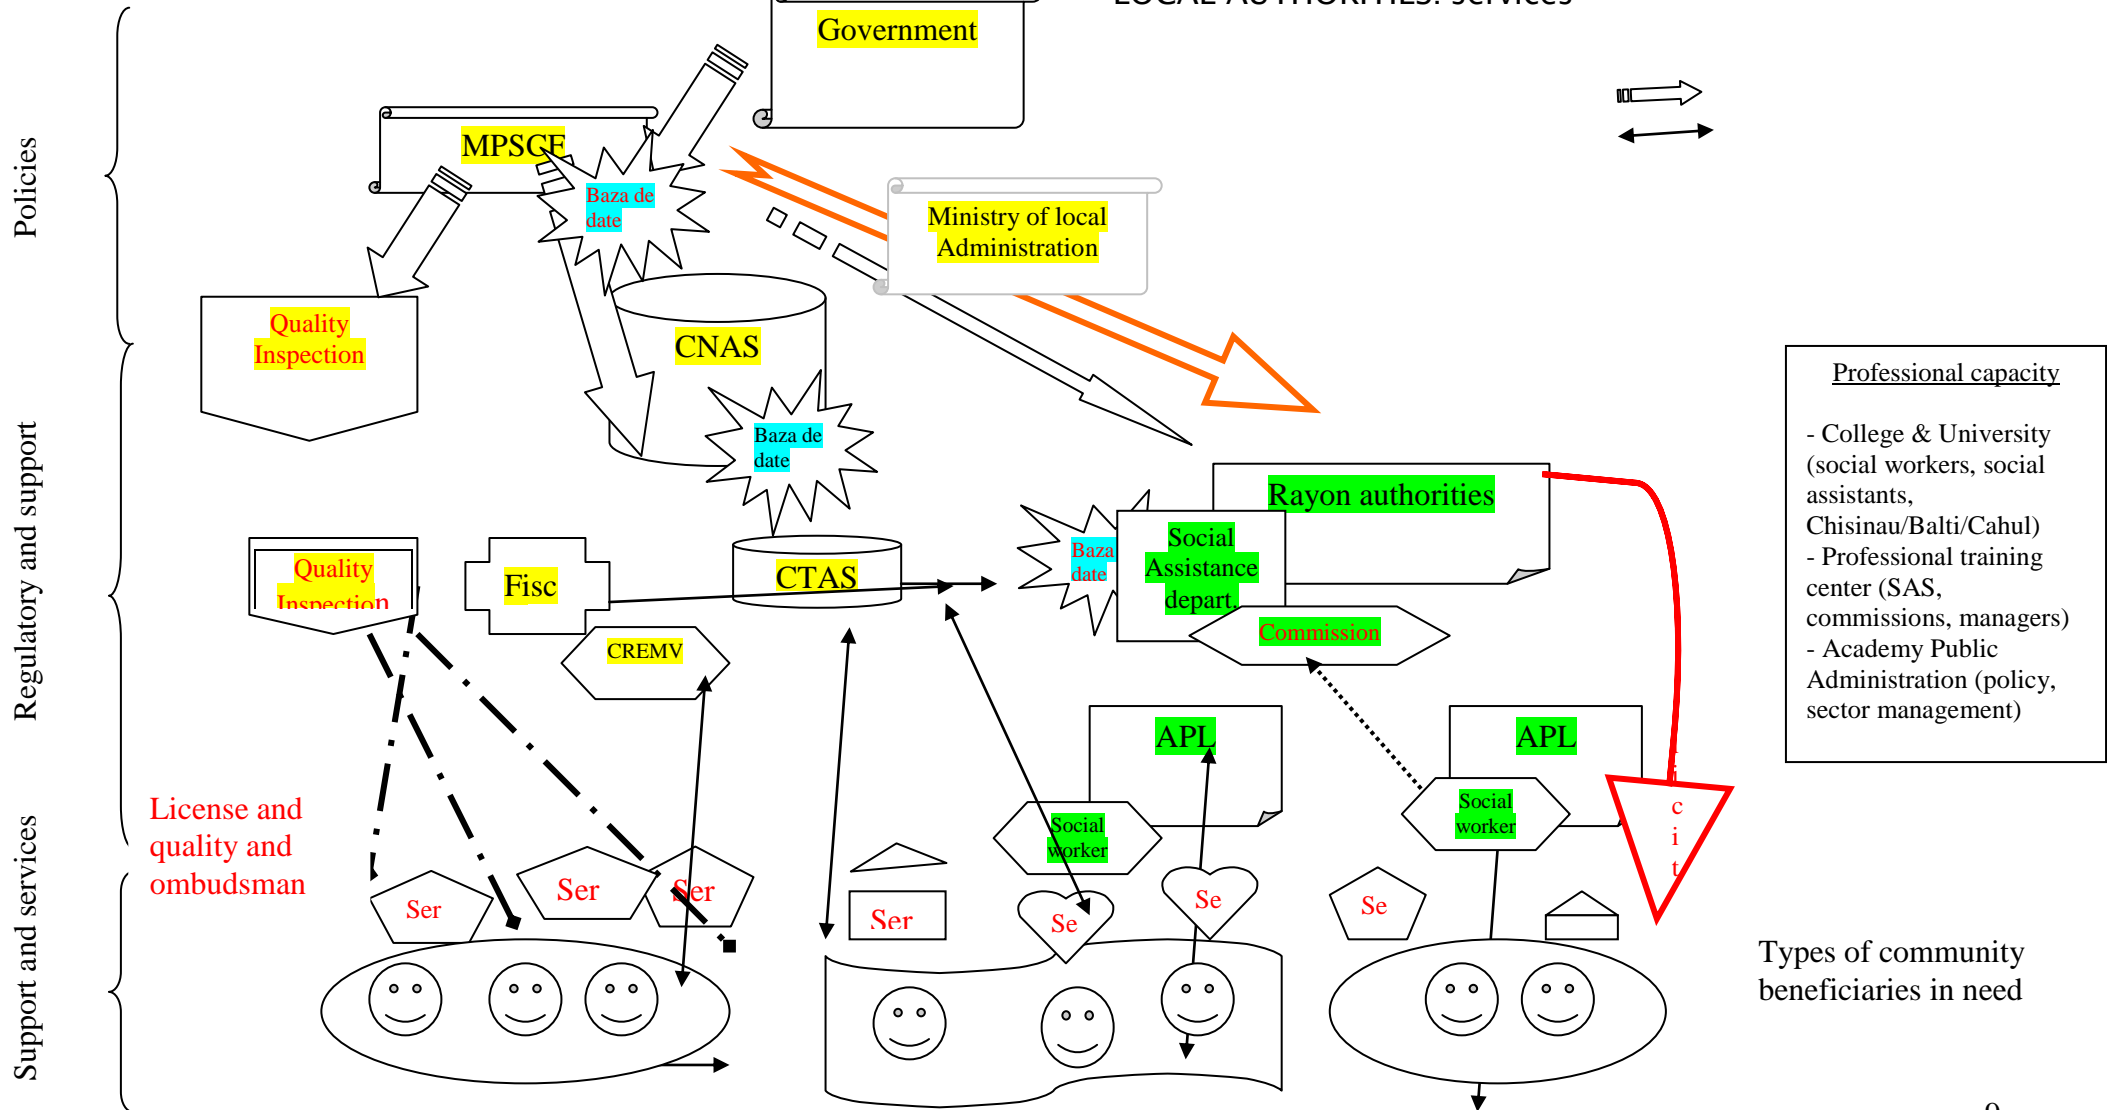 LOCAL AUTHORITIES: services
Government
MPSCF
Baza de
date
Ministry of local
Administration
Policies
Quality
Inspection
CNAS
Baza de
date
Professional capacity
- College & University
(social workers, social
assistants,
Chisinau/Balti/Cahul)
- Professional training
center (SAS,
commissions, managers)
- Academy Public
Administration (policy,
sector management)
Regulatory and support
Rayon authorities
Social
Assistance
depart.
Baza
date
Commission
Quality
Inspection
Fisc
CTAS
CREMV
APL
APL
Social
worker
Social
worker
c
i
t
License and
quality and
ombudsman
Support and services
Ser
Ser
Ser
Ser
Se
Se
Se
Types of community
beneficiaries in need